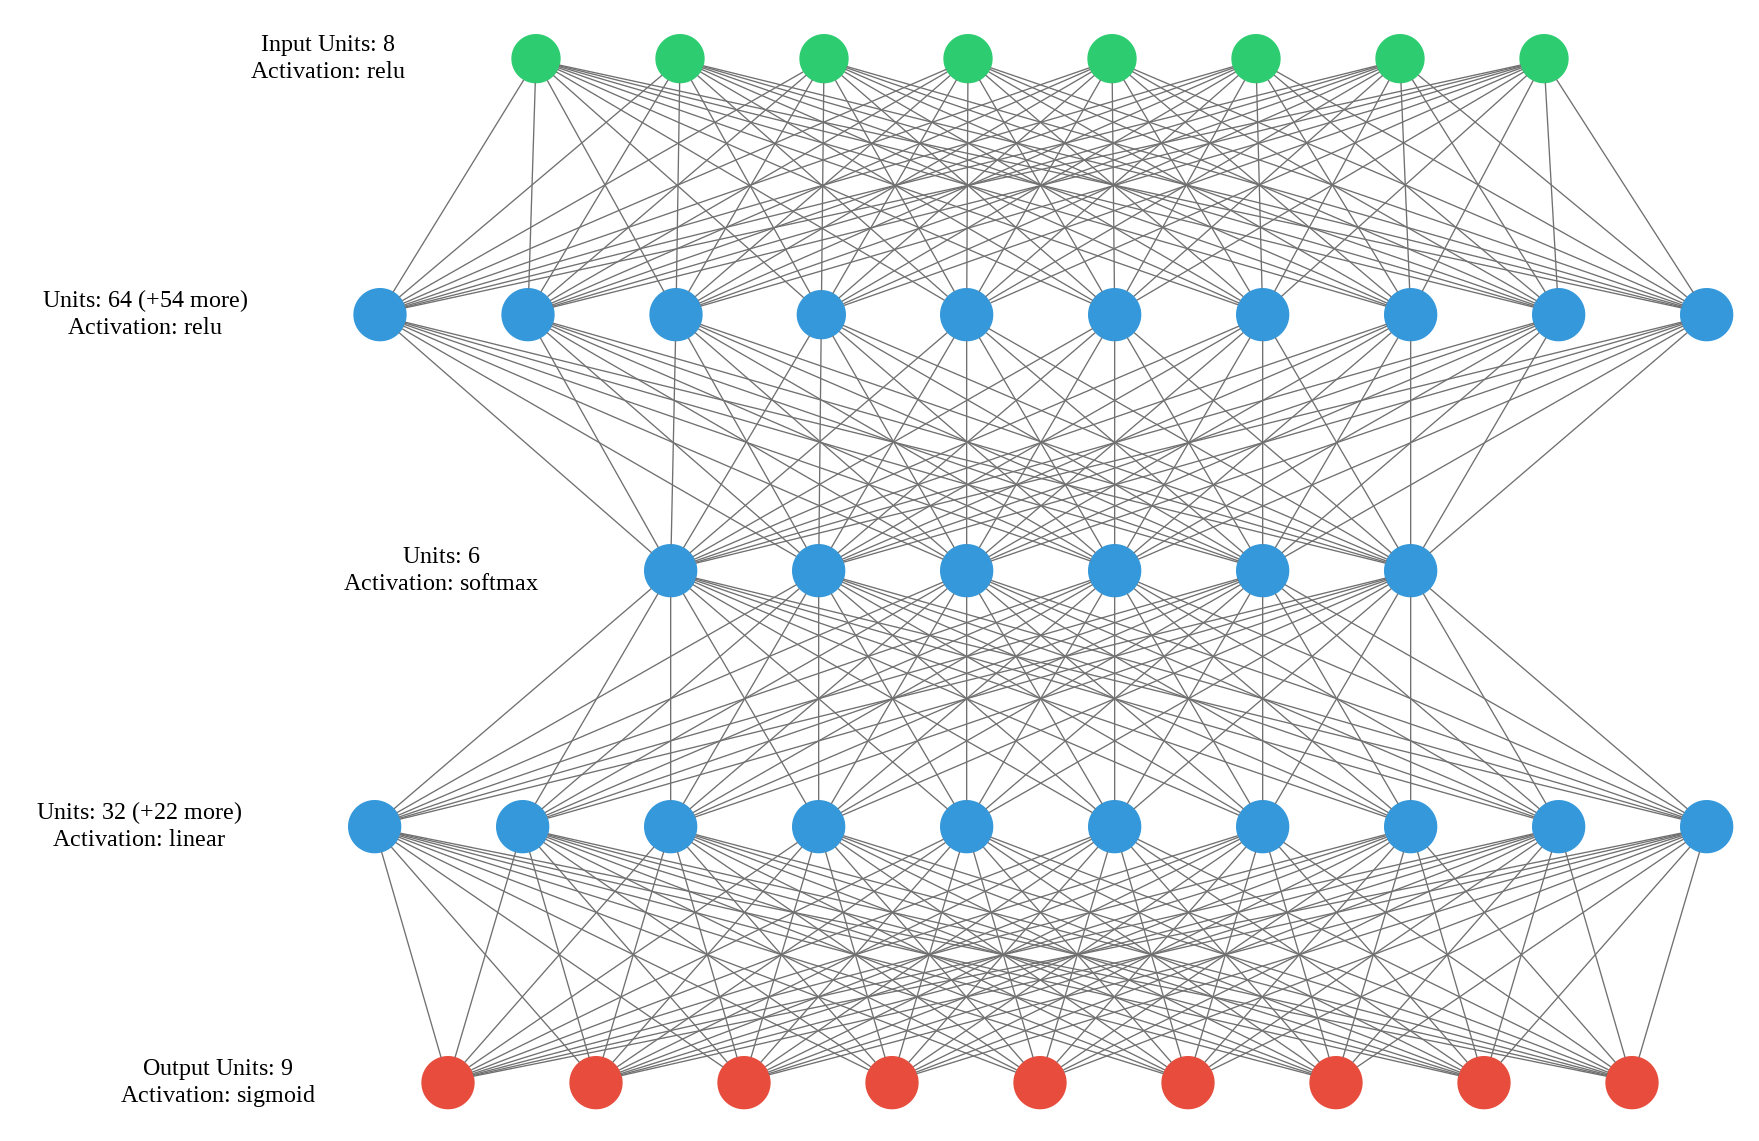 Input Units: 8
Activation: relu
Units: 64 (+54 more)
Activation: relu
Units: 6
Activation: softmax
Units: 32 (+22 more)
Activation: linear
Output Units: 9
Activation: sigmoid